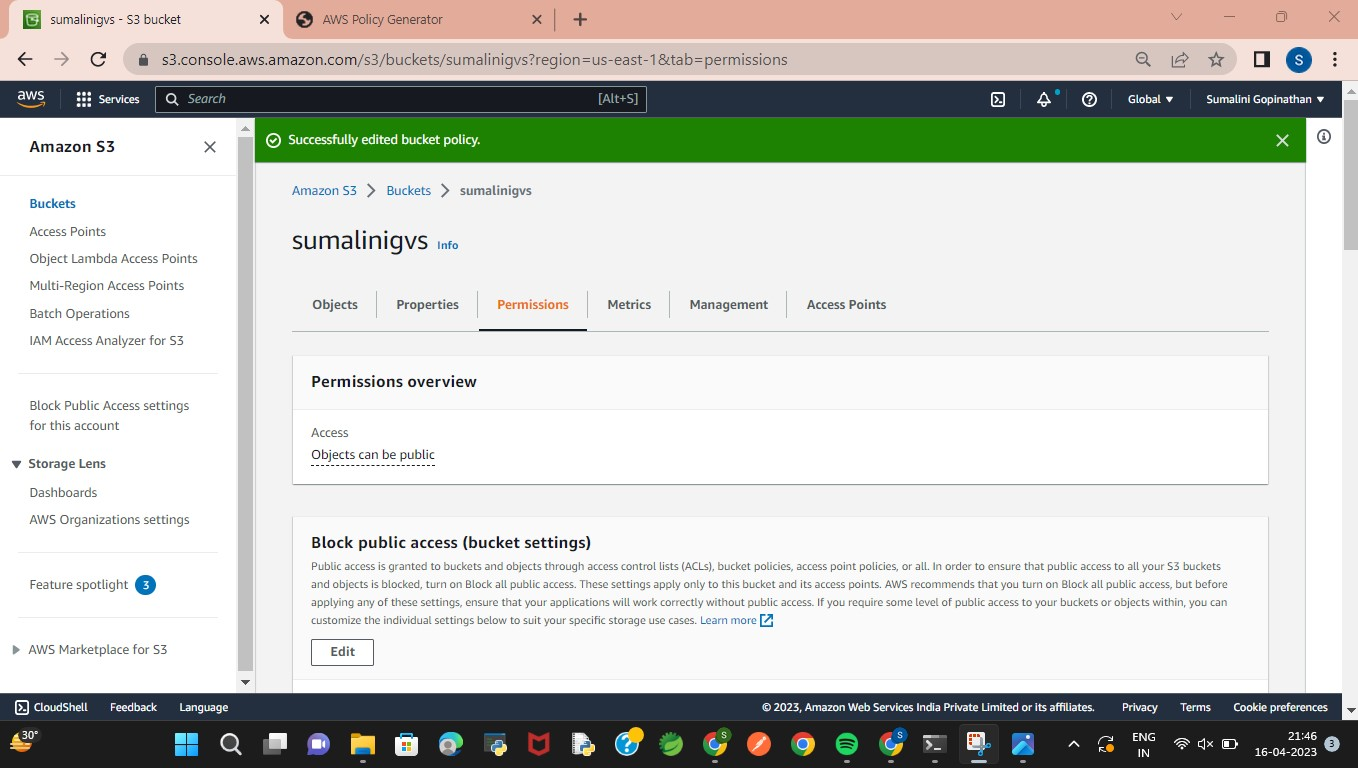 sumalinigvs - S3 bucket
AWS Policy Generator
s3.console.aws.amazon.com/s3/buckets/sumalinigvs?region=us-east-1&tab=permissions
S
aws
Services
Search
[Alt+S]
Global
Sumalini Gopinathan
Amazon S3
Buckets
Access Points
Object Lambda Access Points
Multi-Region Access Points
Batch Operations
IAM Access Analyzer for S3
Block Public Access settings
for this account
Storage Lens
Dashboards
AWS Organizations settings
Feature spotlight 3
AWS Marketplace for S3
Successfully edited bucket policy.
Amazon S3 > Buckets > sumalinigvs
sumalinigvs Info
Objects
Properties
Permissions
Metrics
Management
Access Points
Permissions overview
Access
Objects can be public
Block public access (bucket settings)
Public access is granted to buckets and objects through access control lists (ACLs), bucket policies, access point policies, or all. In order to ensure that public access to all your S3 buckets
and objects is blocked, turn on Block all public access. These settings apply only to this bucket and its access points. AWS recommends that you turn on Block all public access, but before
applying any of these settings, ensure that your applications will work correctly without public access. If you require some level of public access to your buckets or objects within, you can
customize the individual settings below to suit your specific storage use cases. Learn more
Edit
CloudShell
Feedback
Language
© 2023, Amazon Web Services India Private Limited or its affiliates.
Privacy
Terms
Cookie preferences
30°
S
S
ENG
IN
21:46
16-04-2023
3